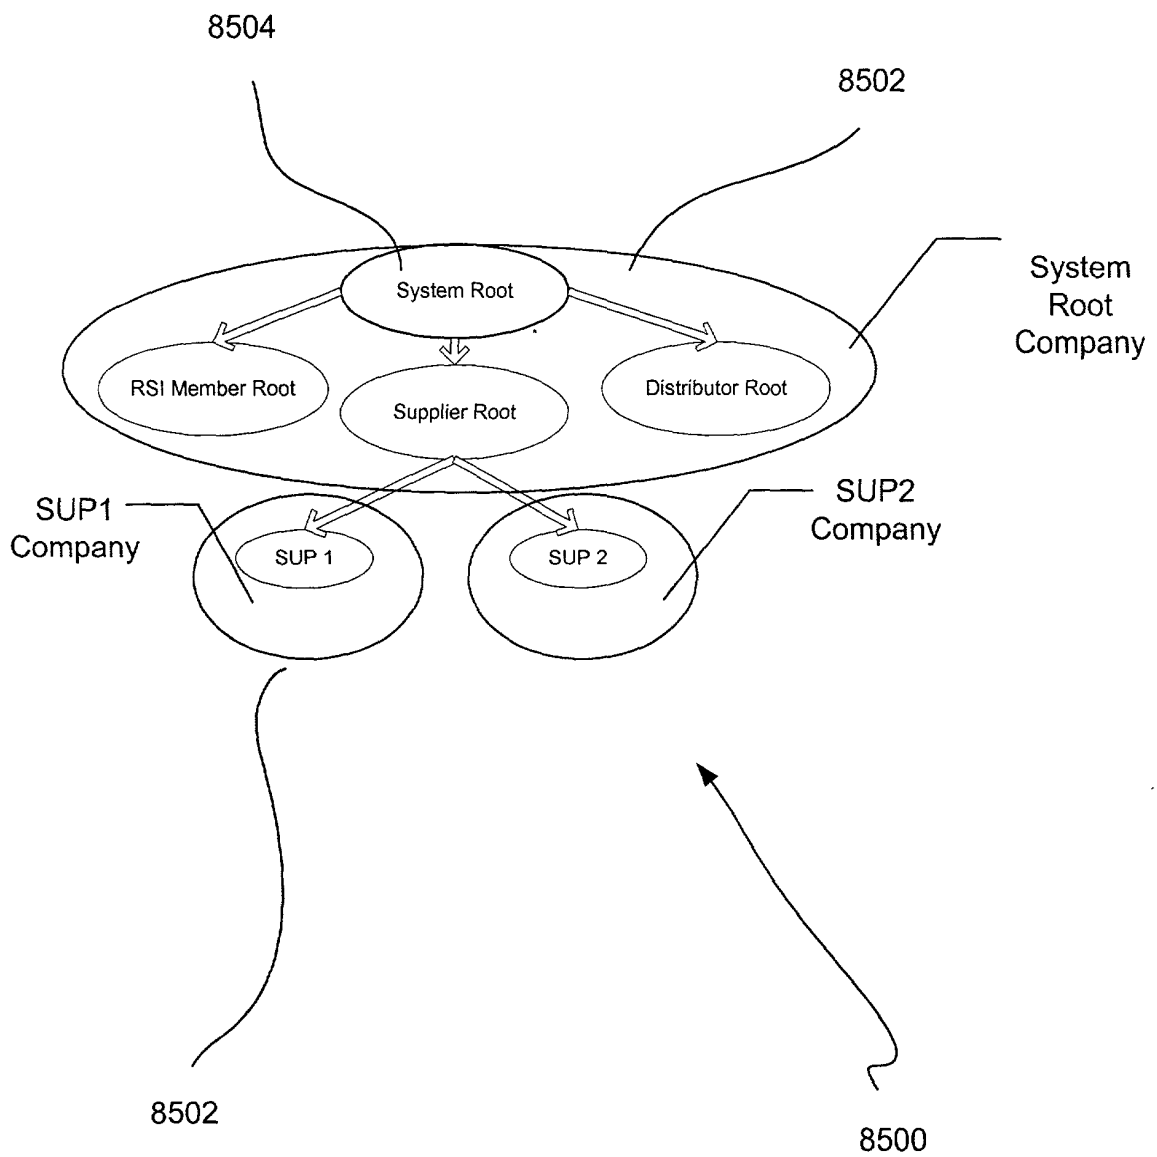 8504
8502
System Root
System
Root
Company
RSI Member Root
Supplier Root
Distributor Root
SUP1
Company
SUP2
Company
SUP 1
SUP 2
8502
8500